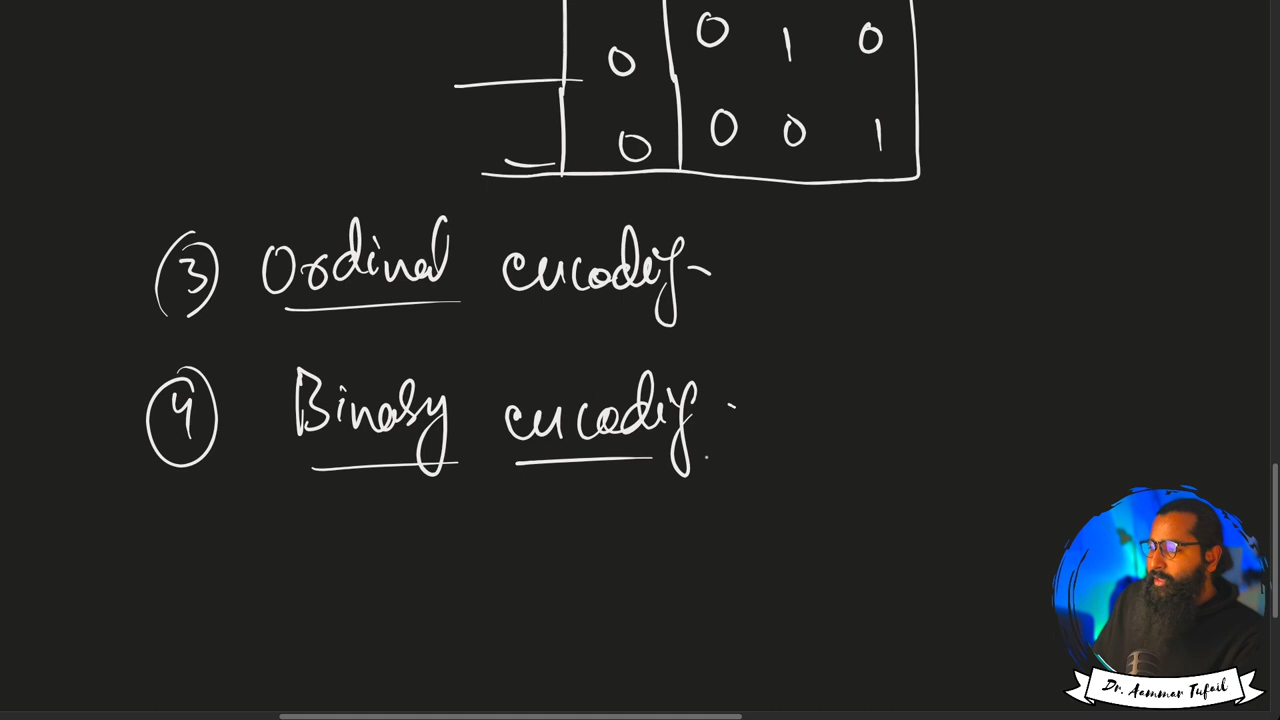 0 0 1 0
0 0 0 1
3 Ordinal encoding
4 Binary encoding
Dr. Aammar Tufail